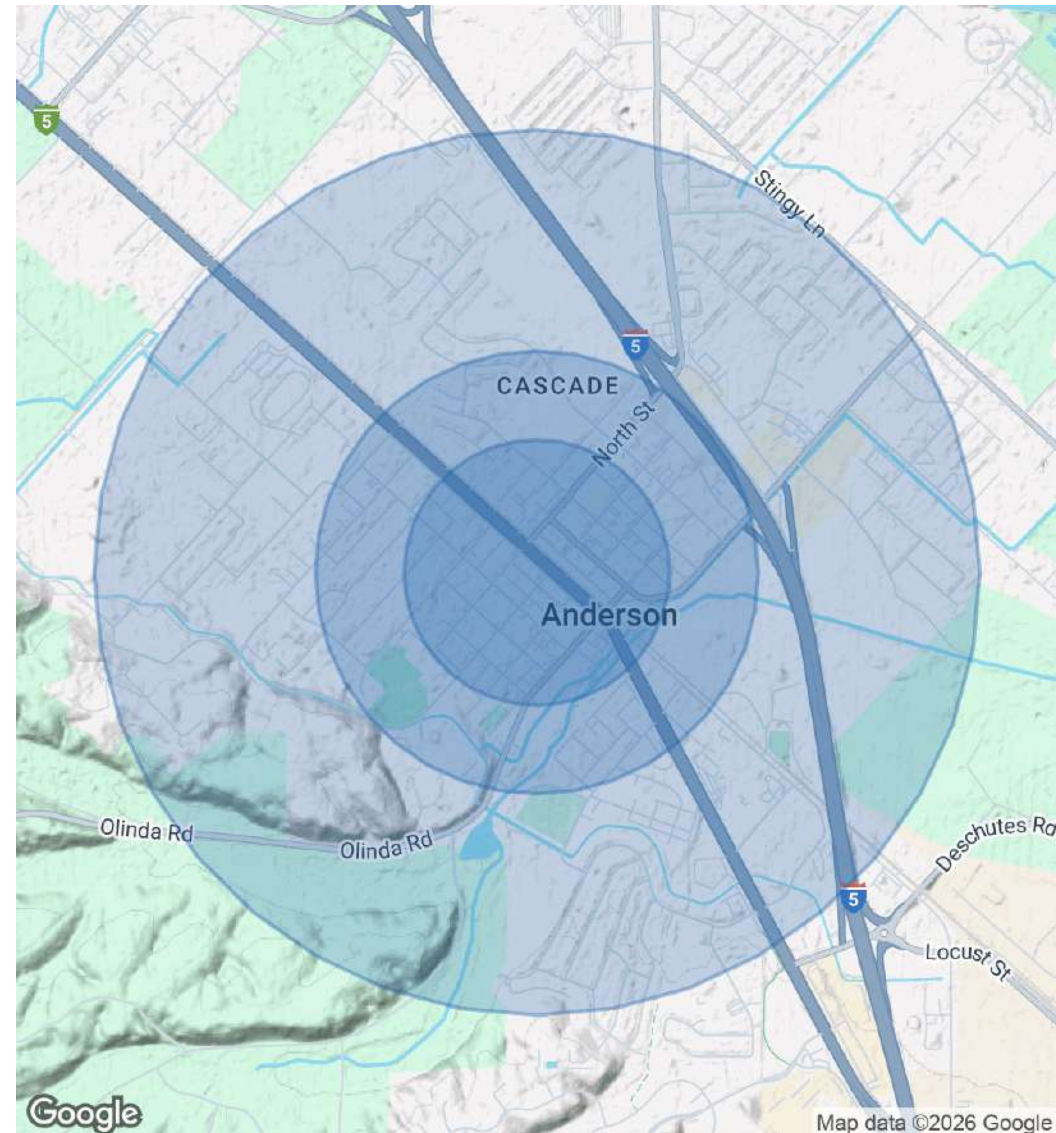 5
Stingy Ln
5
CASCADE
North St
Anderson
Olinda Rd
Olinda Rd
Deschutes Rd
5
Locust St
Google
Map data ©2026 Google